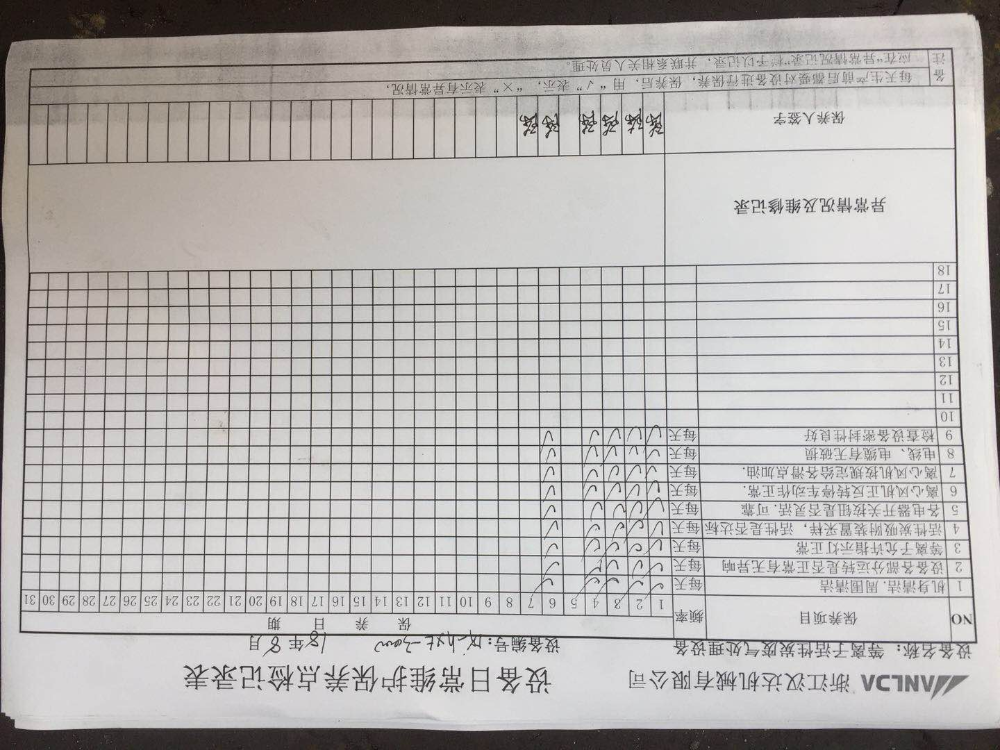 ANLDA 浙江汉达机械有限公司 设备日常维护保养点检记录表
设备名称：等离子活性炭废气处理设备 设备编号： 18年8月
NO 保养项目 频率 保 养 日 期
1 2 3 4 5 6 7 8 9 10 11 12 13 14 15 16 17 18 19 20 21 22 23 24 25 26 27 28 29 30 31
1 机身清洁.周围清洁 每天 √ √ √ √ √
2 设备各部分运转是否正常有无异响 每天 √ √ √ √ √
3 等离子允许指示灯正常 每天 √ √ √ √ √
4 活性炭吸附装置采样，活性是否达标 每天 √ √ √ √ √
5 各电器开关按钮是否灵活.可靠 每天 √ √ √ √ √
6 离心风机正反转停车动作正常. 每天 √ √ √ √ √
7 离心风机按规定给各滑点加油. 每天 √ √ √ √ √
8 电线、电缆有无破损 每天 √ √ √ √ √
9 检查设备密封性良好 每天 √ √ √ √ √
10
11
12
13
14
15
16
17
18
异常情况及维修记录
保养人签字
备注 每天生产前后都要对设备进行保养，保养后，用“√”表示，“×”表示有异常情况，
应在“异常情况记录”栏予以记录，并联系相关人员处理。